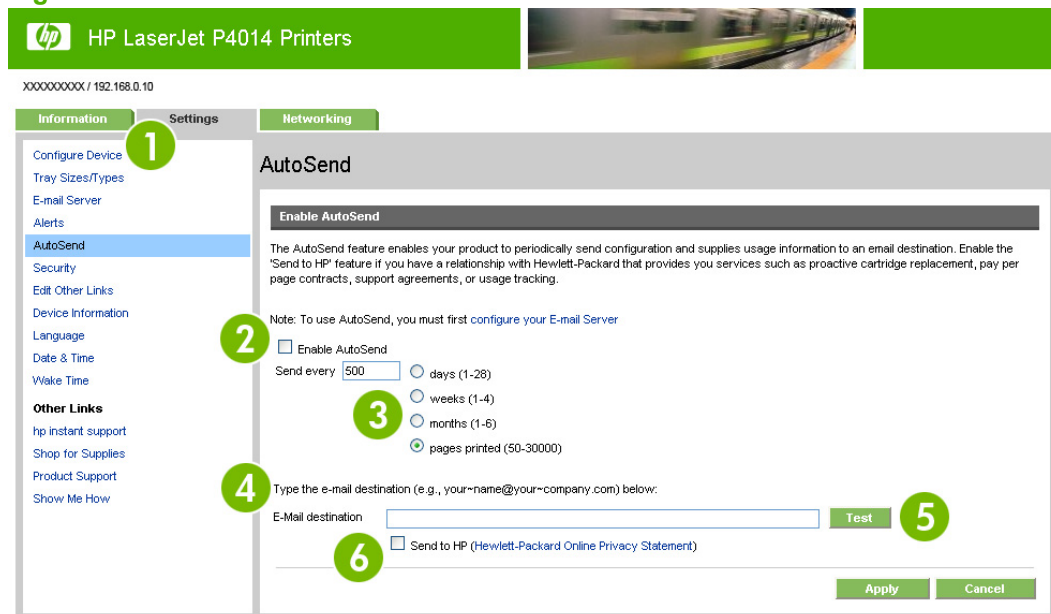 hp HP LaserJet P4014 Printers
XXXXXXXXX / 192.168.0.10
Information Settings Networking
1
Configure Device
Tray Sizes/Types
E-mail Server
Alerts
AutoSend
Security
Edit Other Links
Device Information
Language
Date & Time
Wake Time
Other Links
hp instant support
Shop for Supplies
Product Support
Show Me How
AutoSend
Enable AutoSend
The AutoSend feature enables your product to periodically send configuration and supplies usage information to an email destination. Enable the
'Send to HP' feature if you have a relationship with Hewlett-Packard that provides you services such as proactive cartridge replacement, pay per
page contracts, support agreements, or usage tracking.
Note: To use AutoSend, you must first configure your E-mail Server
2 Enable AutoSend
Send every 500 days (1-28)
weeks (1-4)
3
months (1-6)
pages printed (50-30000)
4 Type the e-mail destination (e.g., your~name@your~company.com) below:
E-Mail destination Test 5
6 Send to HP (Hewlett-Packard Online Privacy Statement)
Apply Cancel